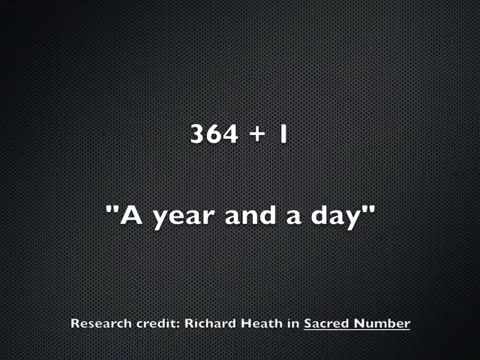 364 + 1
"A year and a day"
Research credit: Richard Heath in Sacred Number